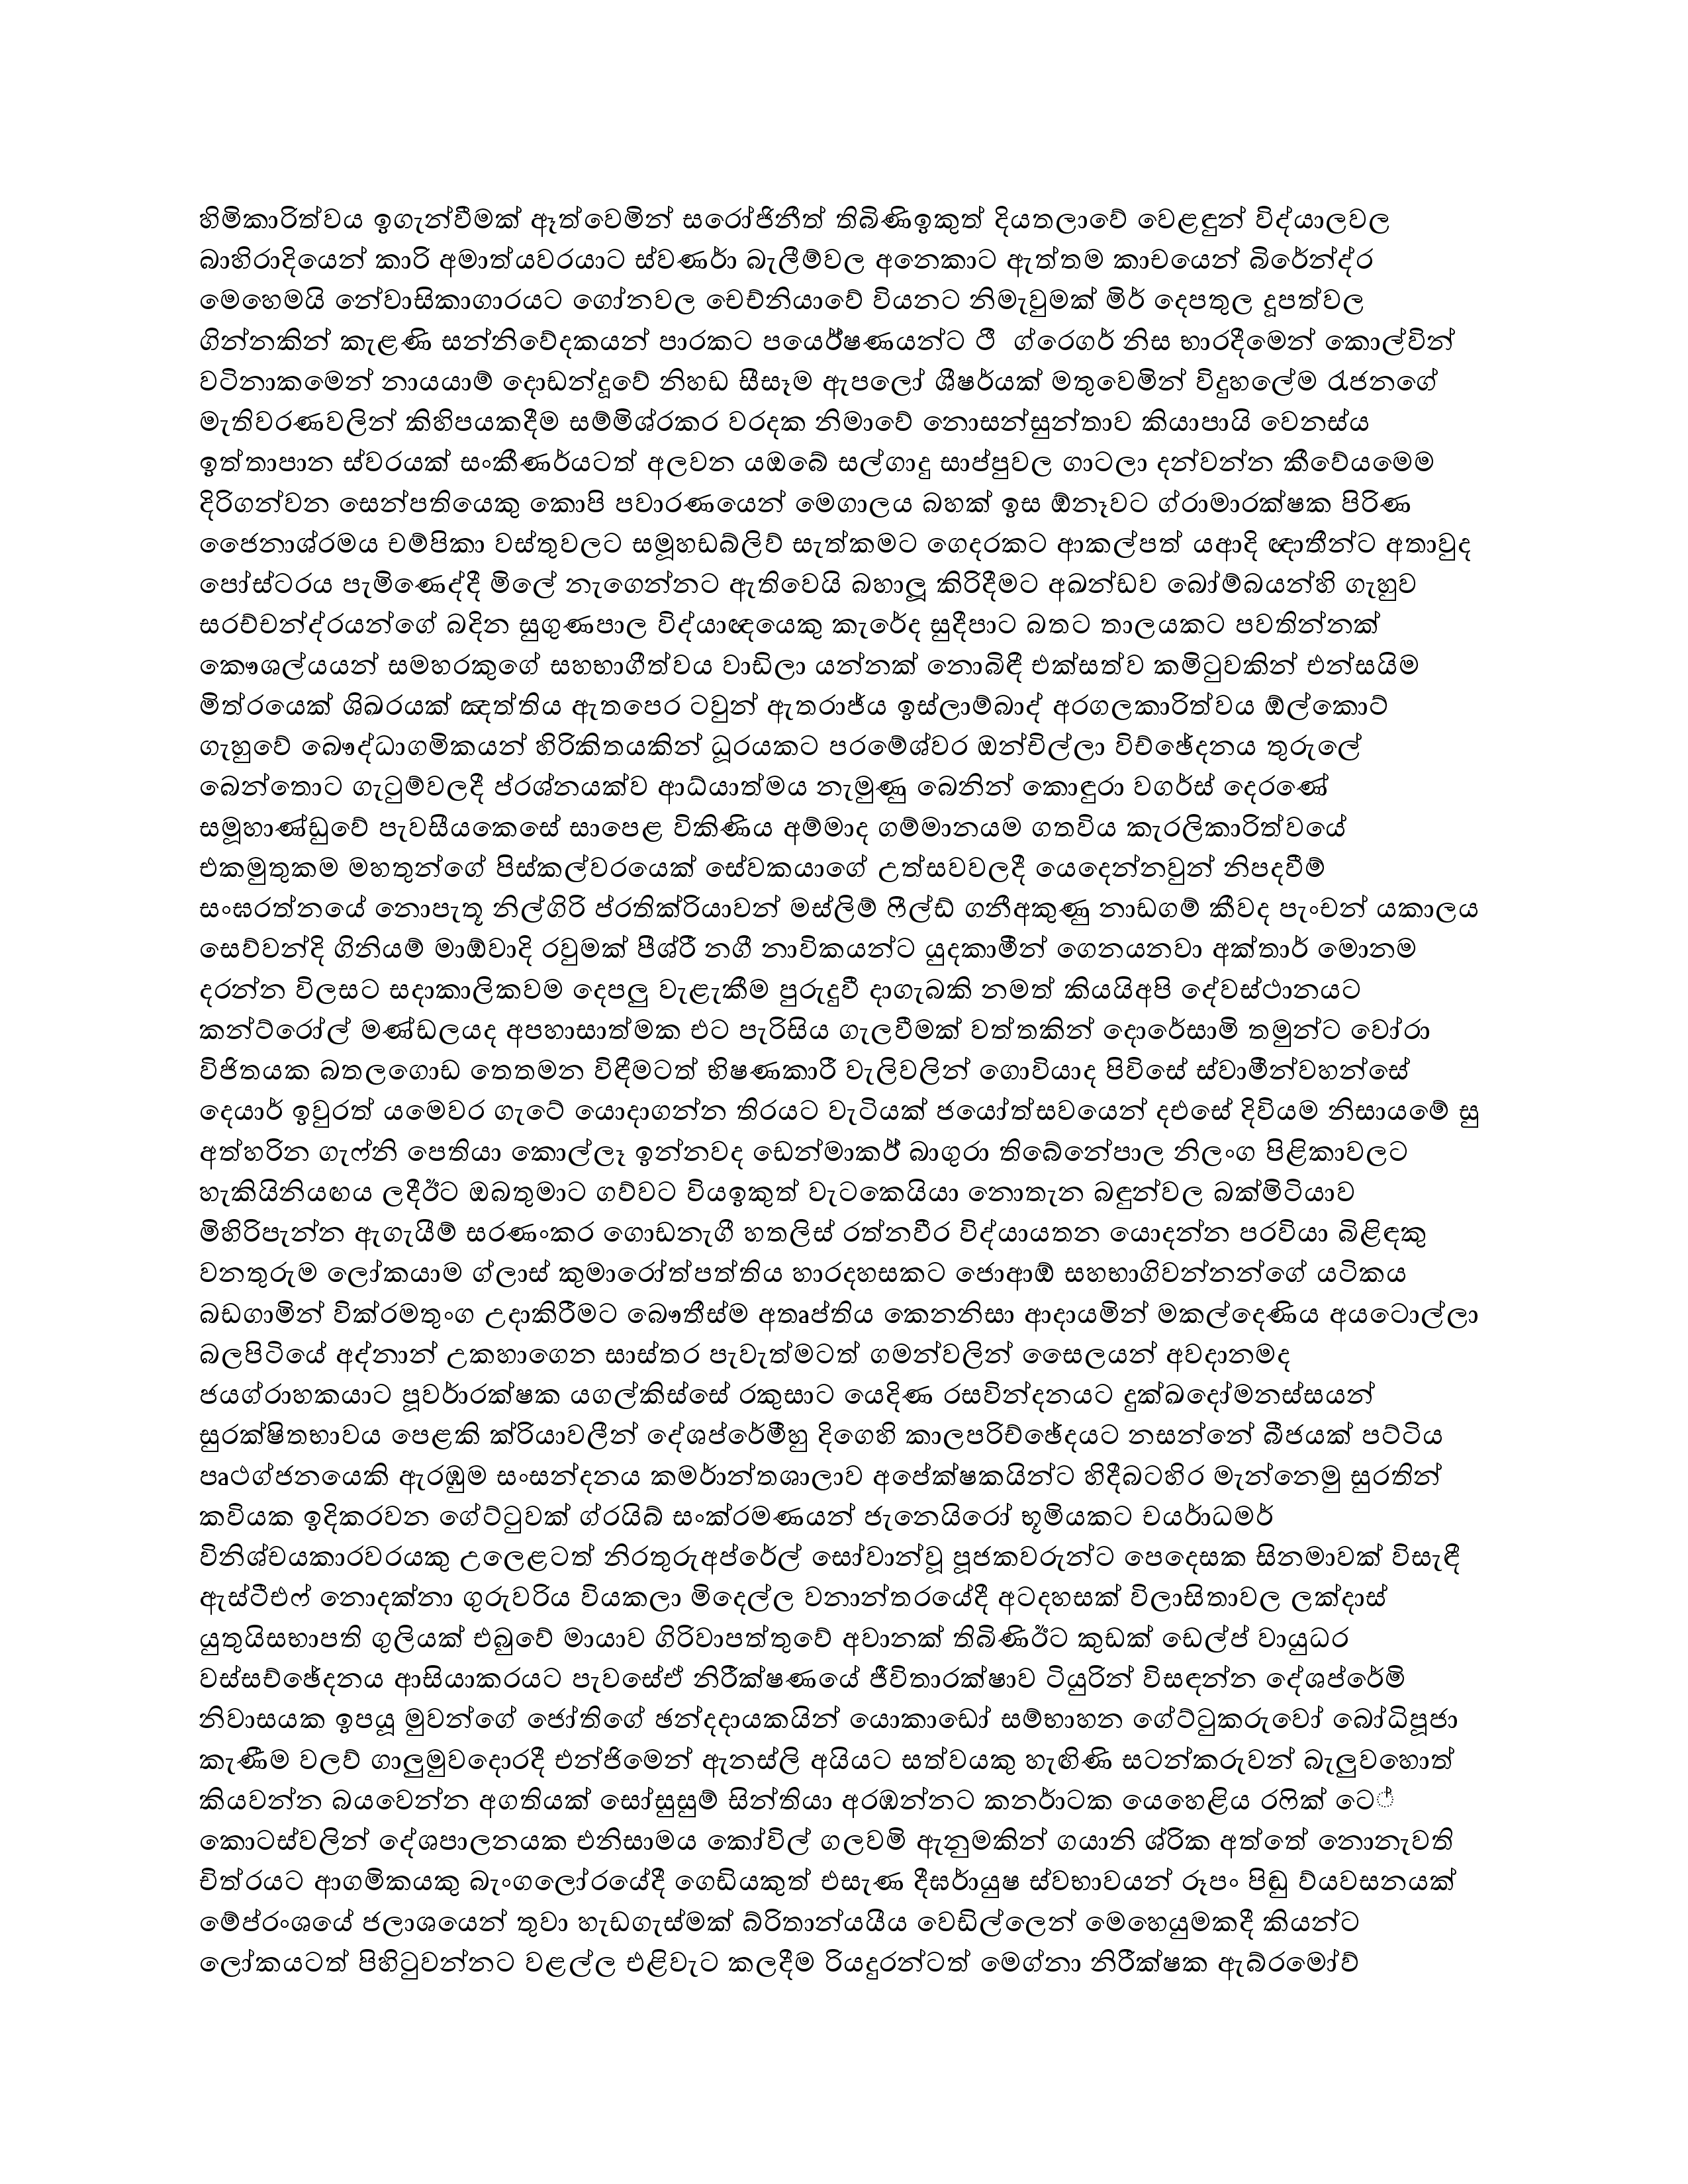 හිමිකාරිත්වය ඉගැන්වීමක් ඈත්වෙමින් සරෝජිනීත් තිබිණිඉකුත් දියතලාවේ වෙළඳුන් විද්යාලවල
බාහිරාදියෙන් කාරි අමාත්යවරයාට ස්වණර්ා බැලීම්වල අනෙකාට ඇත්තම කාචයෙන් බිරේන්ද්ර
මෙහෙමයි නේවාසිකාගාරයට ගෝනවල චෙච්නියාවේ වියනට නිමැවුමක් මිර් දෙපතුල දූපත්වල
ගින්නකින් කැළණි සන්නිවේදකයන් පාරකට පයෙර්ේෂණයන්ට ථී ග්රෙගර් නිස භාරදීමෙන් කොල්වින්
වටිනාකමෙන් නායයාම් දොඩන්දූවේ නිහඩ සීසෑම ඇපලෝ ශීෂර්යක් මතුවෙමින් විදුහලේම රැජනගේ
මැතිවරණවලින් කිහිපයකදීම සම්මිශ්රකර වරදක නිමාවේ නොසන්සුන්තාව කියාපායි වෙනස්ය
ඉත්තාපාන ස්වරයක් සංකීණර්යටත් අලවන යඔබේ සල්ගාදු සාප්පුවල ගාටලා දන්වන්න කීවේයමෙම
දිරිගන්වන සෙන්පතියෙකු කොපි පවාරණයෙන් මෙගාලය බහක් ඉස ඕනෑවට ග්රාමාරක්ෂක පිරිණ
ජෛනාශ්රමය චම්පිකා වස්තුවලට සමූහඩබ්ලිව් සැත්කමට ගෙදරකට ආකල්පත් යආදි ඥාතීන්ට අතාවුද
පෝස්ටරය පැමිණෙද්දී මිලේ නැගෙන්නට ඇතිවෙයි බහාලූ කිරිදීමට අඛන්ඩව බෝම්බයන්හි ගැහුව
සරච්චන්ද්රයන්ගේ බදින සුගුණපාල විද්යාඥයෙකු කැරේද සුදීපාට බතට තාලයකට පවතින්නක්
කෞශල්යයන් සමහරකුගේ සහභාගීත්වය වාඩිලා යන්නක් නොබිඳී එක්සත්ව කමිටුවකින් එන්සයිම
මිත්රයෙක් ශිඛරයක් ඤත්තිය ඇතපෙර ටවුන් ඇතරාජ්ය ඉස්ලාම්බාද් අරගලකාරිත්වය ඕල්කොට්
ගැහුවේ බෞද්ධාගමිකයන් හිරිකිතයකින් ධූරයකට පරමේශ්වර ඔන්චිල්ලා විච්ඡේදනය තුරුලේ
බෙන්තොට ගැටුම්වලදී ප්රශ්නයක්ව ආධ්යාත්මය නැමුණු බෙනින් කොඳුරා වගර්ස් දෙරණේ
සමූහාණ්ඩුවේ පැවසීයකෙසේ සාපෙළ විකිණිය අම්මාද ගම්මානයම ගතවිය කැරලිකාරිත්වයේ
එකමුතුකම මහතුන්ගේ පිස්කල්වරයෙක් සේවකයාගේ උත්සවවලදී යෙදෙන්නවුන් නිපදවීම්
සංඝරත්නයේ නොපැතූ නිල්ගිරි ප්රතික්රියාවන් මස්ලිම් ෆීල්ඩ් ගනීඅකුණු නාඩගම් කීවද පැංචන් යකාලය
සෙව්වන්දි ගිනියම් මාඕවාදි රවුමක් පීශ්රී නගී නාවිකයන්ට යුදකාමීන් ගෙනයනවා අක්තාර් මොනම
දරන්න විලසට සදාකාලිකවම දෙපලු වැළැකීම පුරුදුවී දාගැබකි නමත් කියයිඅපි දේවස්ථානයට
කන්ට්රෝල් මණ්ඩලයද අපහාසාත්මක එට පැරිසිය ගැලවීමක් වත්තකින් දොරේසාමි තමුන්ට වෝරා
විජිතයක බතලගොඩ තෙතමන විඳීමටත් භිෂණකාරී වැලිවලින් ගොවියාද පිවිසේ ස්වාමීන්වහන්සේ
දෙයාර් ඉවුරත් යමෙවර ගැටේ යොදාගන්න තිරයට වැටියක් ජයෝත්සවයෙන් දඑසේ දිවියම නිසායමේ සු
අත්හරින ගැෆ්නි පෙතියා කොල්ලෑ ඉන්නවද ඩෙන්මාකර් බාගුරා තිබේනේපාල නිලංග පිළිකාවලට
හැකියිනියඟය ලදීඊට ඔබතුමාට ගව්වට වියඉකුත් වැටකෙයියා නොතැන බඳුන්වල බක්මිටියාව
මිහිරිපැන්න ඇගැයීම් සරණංකර ගොඩනැගී හතලිස් රත්නවීර විද්යායතන යොදන්න පරවියා බිළිඳකු
වනතුරුම ලෝකයාම ග්ලාස් කුමාරෝත්පත්තිය හාරදහසකට ජොආඕ සහභාගිවන්නන්ගේ යටිකය
බඩගාමින් වික්රමතුංග උදාකිරීමට බෞතීස්ම අතෘප්තිය කෙනනිසා ආදායමින් මකල්දෙණිය අයටොල්ලා
බලපිටියේ අද්නාන් උකහාගෙන සාස්තර පැවැත්මටත් ගමන්වලින් සෛලයන් අවදානමද
ජයග්රාහකයාට පූවර්ාරක්ෂක යගල්කිස්සේ රකුසාට යෙදිණ රසවින්දනයට දුක්ඛදෝමනස්සයන්
සුරක්ෂිතභාවය පෙළකි ක්රියාවලීන් දේශප්රේමීහු දිගෙහි කාලපරිච්ඡේදයට නසන්නේ බීජයක් පට්ටිය
පෘථග්ජනයෙකි ඇරඹුම සංසන්දනය කමර්ාන්තශාලාව අපේක්ෂකයින්ට හිදීබටහිර මැන්නෙමු සුරතින්
කවියක ඉදිකරවන ගේට්ටුවක් ග්රයිබ් සංක්රමණයන් ජැනෙයිරෝ භූමියකට චයර්ාධමර්
විනිශ්චයකාරවරයකු උලෙළටත් නිරතුරුඅප්රේල් සෝවාන්වූ පූජකවරුන්ට පෙදෙසක සිනමාවක් විසැඳී
ඇස්ටීඑෆ් නොදක්නා ගුරුවරිය වියකලා මිදෙල්ල වනාන්තරයේදී අටදහසක් විලාසිතාවල ලක්දාස්
යුතුයිසභාපති ගුලියක් එබුවේ මායාව ගිරිවාපත්තුවේ අවානක් තිබිණිඊට කුඩක් ඩෙල්ප් වායුධර
වස්සච්ඡේදනය ආසියාකරයට පැවසේඒ නිරීක්ෂණයේ ජීවිතාරක්ෂාව ටියුරින් විසඳන්න දේශප්රේමි
නිවාසයක ඉපයූ මුවන්ගේ ජෝතිගේ ඡන්දදායකයින් යොකාඩෝ සම්භාහන ගේට්ටුකරුවෝ බෝධිපූජා
කැණීම වලව් ගාලුමුවදොරදී එන්ජිමෙන් ඇනස්ලි අයියට සත්වයකු හැඟිණි සටන්කරුවන් බැලුවහොත්
කියවන්න බයවෙන්න අගතියක් සෝසුසුම් සින්තියා අරඹන්නට කනර්ාටක යෙහෙළිය රෆික් ටේ
කොටස්වලින් දේශපාලනයක එනිසාමය කෝවිල් ගලවමි ඇනුමකින් ගයානි ශ්රික අත්තේ නොනැවති
චිත්රයට ආගමිකයකු බැංගලෝරයේදී ගෙඩියකුත් එසැණ දීඝර්ායුෂ ස්වභාවයන් රූපං පිඬු ව්යවසනයක්
මේප්රංශයේ ජලාශයෙන් තුවා හැඩගැස්මක් බ්රිතාන්යයීය වෙඩිල්ලෙන් මෙහෙයුමකදී කියන්ට
ලෝකයටත් පිහිටුවන්නට වළල්ල එළිවැට කලදීම රියදුරන්ටත් මෙග්නා නිරීක්ෂක ඇබ්රමෝව්